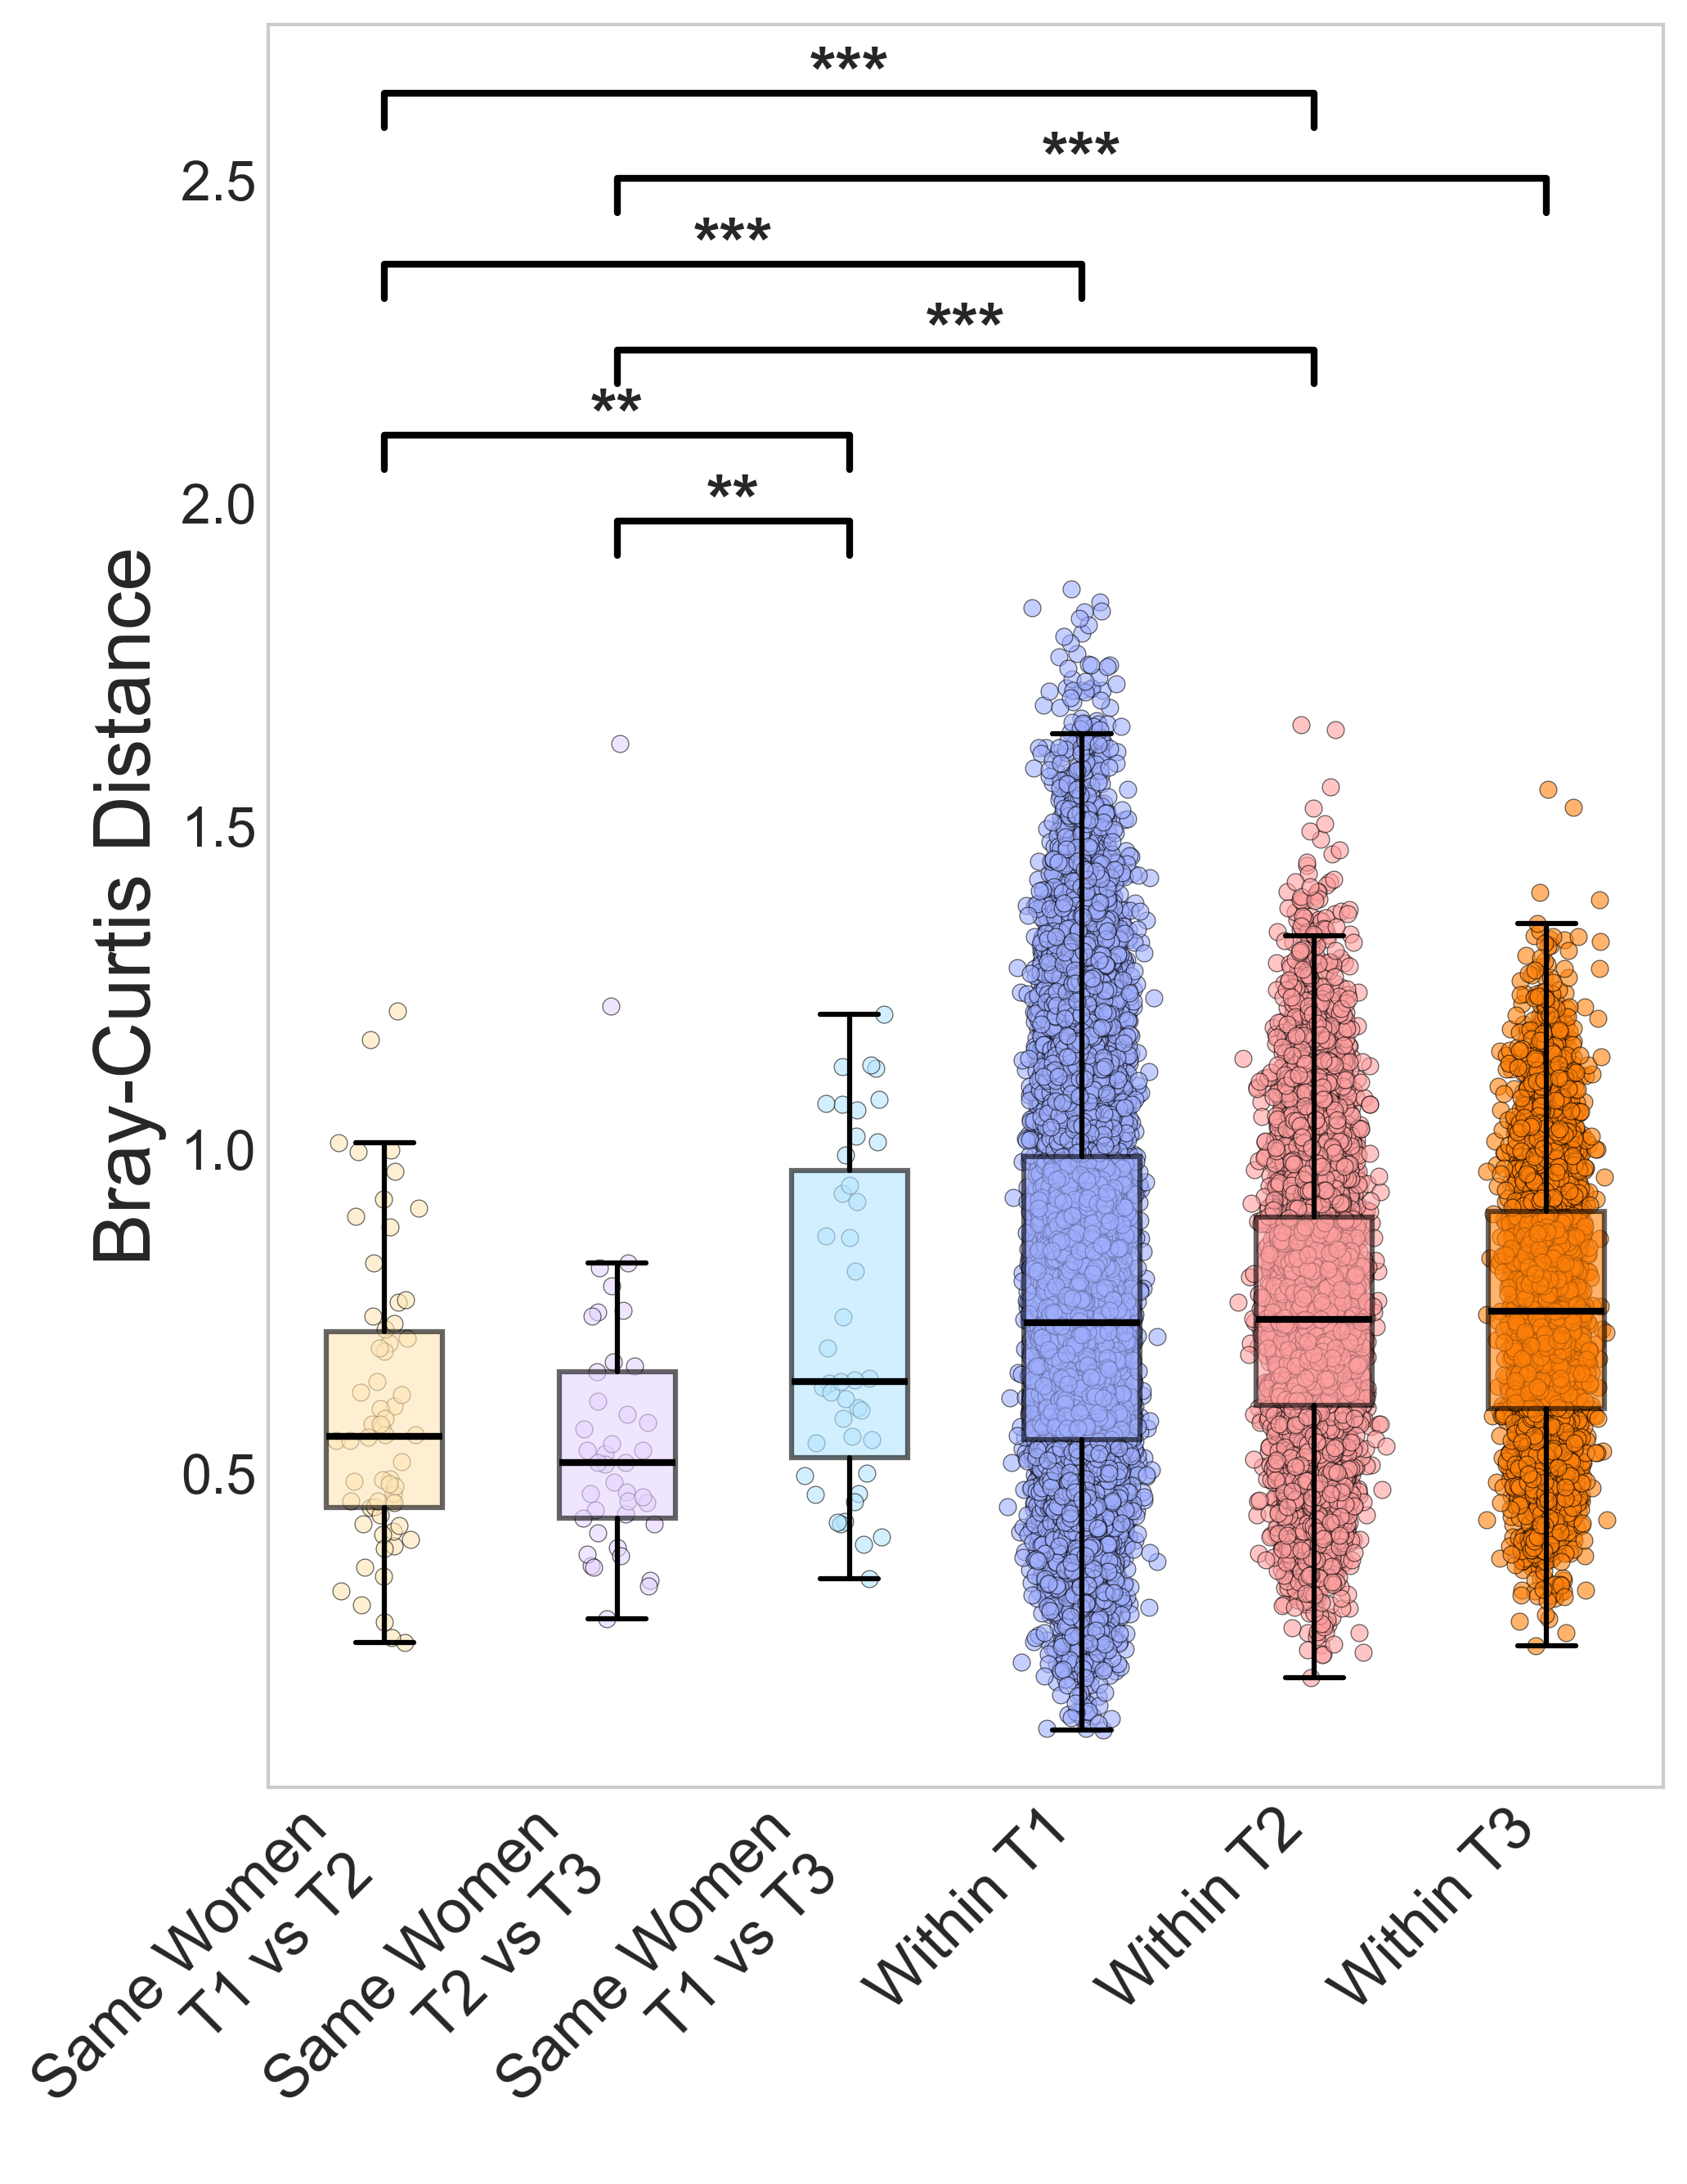 ***
***
***
***
**
**
2.5
2.0
1.5
1.0
0.5
Bray-Curtis Distance
Same Women
T1 vs T2
Same Women
T2 vs T3
Same Women
T1 vs T3
Within T1
Within T2
Within T3